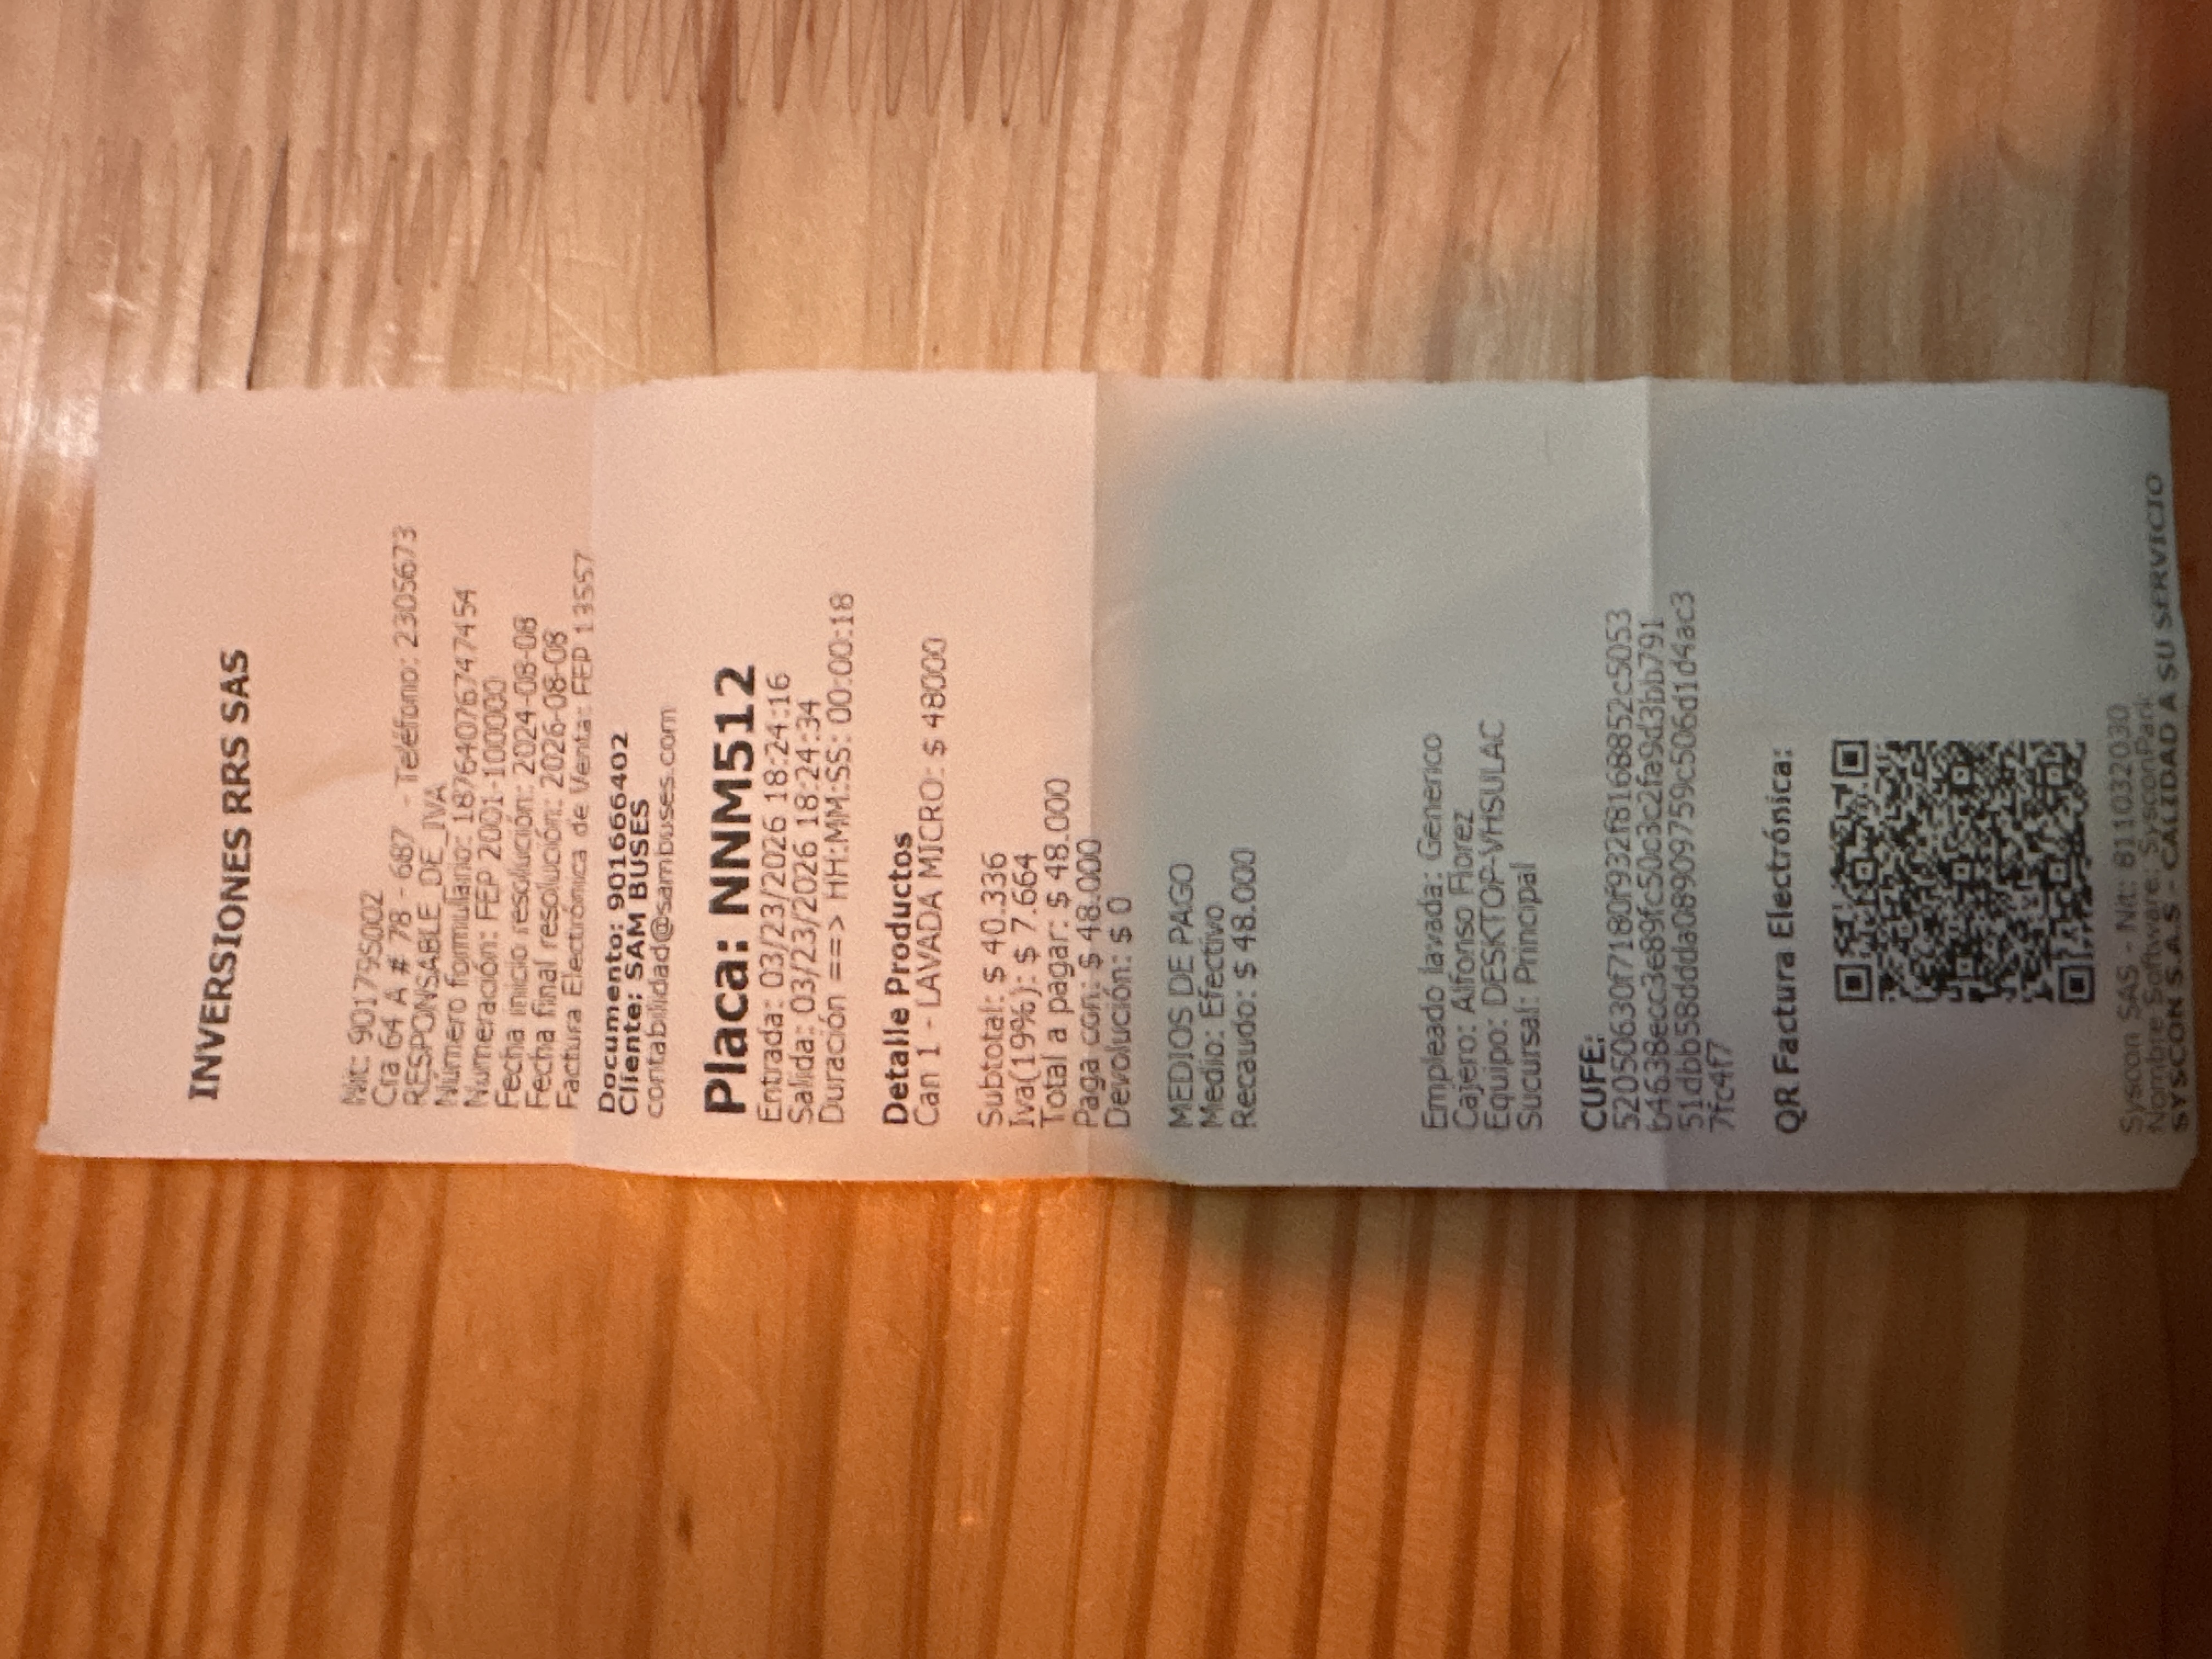 INVERSIONES RRS SAS
Nit: 901795002
Cra 64 A # 78 - 687 - Teléfono: 2305673
RESPONSABLE_DE_IVA
Número formulario: 18764076747454
Numeración: FEP 2001-100000
Fecha inicio resolución: 2024-08-08
Fecha final resolución: 2026-08-08
Factura Electrónica de Venta: FEP 13557
Documento: 901666402
Cliente: SAM BUSES
contabilidad@sambuses.com
Placa: NNM512
Entrada: 03/23/2026 18:24:16
Salida: 03/23/2026 18:24:34
Duración ==> HH:MM:SS: 00:00:18
Detalle Productos
Can 1 - LAVADA MICRO: $ 48000
Subtotal: $ 40.336
Iva(19%): $ 7.664
Total a pagar: $ 48.000
Paga con: $ 48.000
Devolución: $ 0
MEDIOS DE PAGO
Medio: Efectivo
Recaudo: $ 48.000
Empleado lavada: Generico
Cajero: Alfonso Florez
Equipo: DESKTOP-VHSULAC
Sucursal: Principal
CUFE:
52050630f7180f932f8168852c5053
b4638ecc3e89fc50c3c2fa9d3bb791
51dbb58dddda08909759c506d1d4ac3
7fc4f7
QR Factura Electrónica:
Syscon SAS - Nit: 811032030
Nombre Software: SysconPark
SYSCON S.A.S - CALIDAD A SU SERVICIO